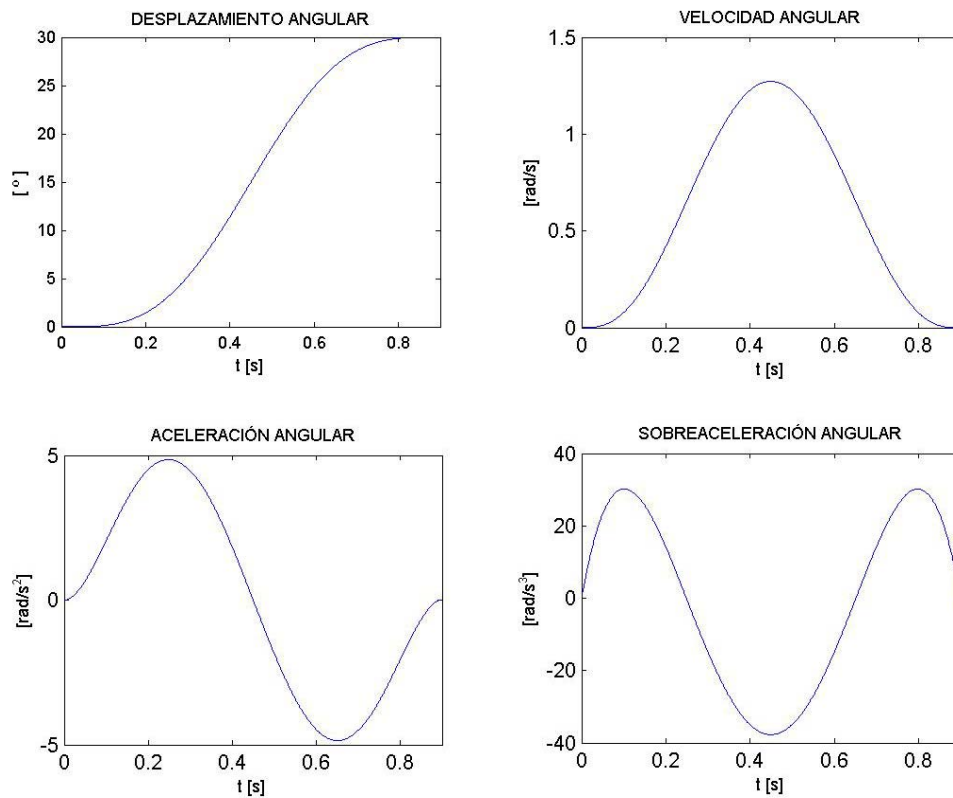 DESPLAZAMIENTO ANGULAR
30
25
20
15
10
5
0
[ º]
0 0.2 0.4 0.6 0.8
t [s]
VELOCIDAD ANGULAR
1.5
1
0.5
0
[rad/s]
0 0.2 0.4 0.6 0.8
t [s]
ACELERACIÓN ANGULAR
5
0
-5
[rad/s²]
0 0.2 0.4 0.6 0.8
t [s]
SOBREACELERACIÓN ANGULAR
40
20
0
-20
-40
[rad/s³]
0 0.2 0.4 0.6 0.8
t [s]